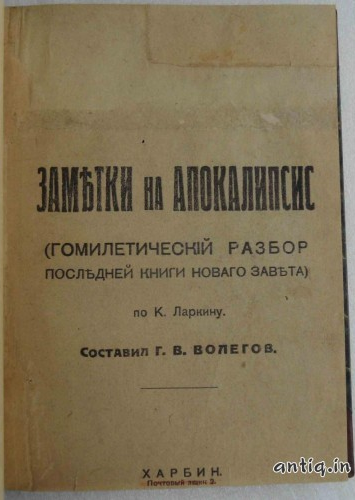 ЗАМѢТКИ НА АПОКАЛИПСИС
(ГОМИЛЕТИЧЕСКІЙ РАЗБОР
ПОСЛѢДНЕЙ КНИГИ НОВАГО ЗАВѢТА)
по К. Ларкину.
Составил Г. В. ВОЛЕГОВ.
ХАРБИН.
Почтовый ящик 3.
antiq.in